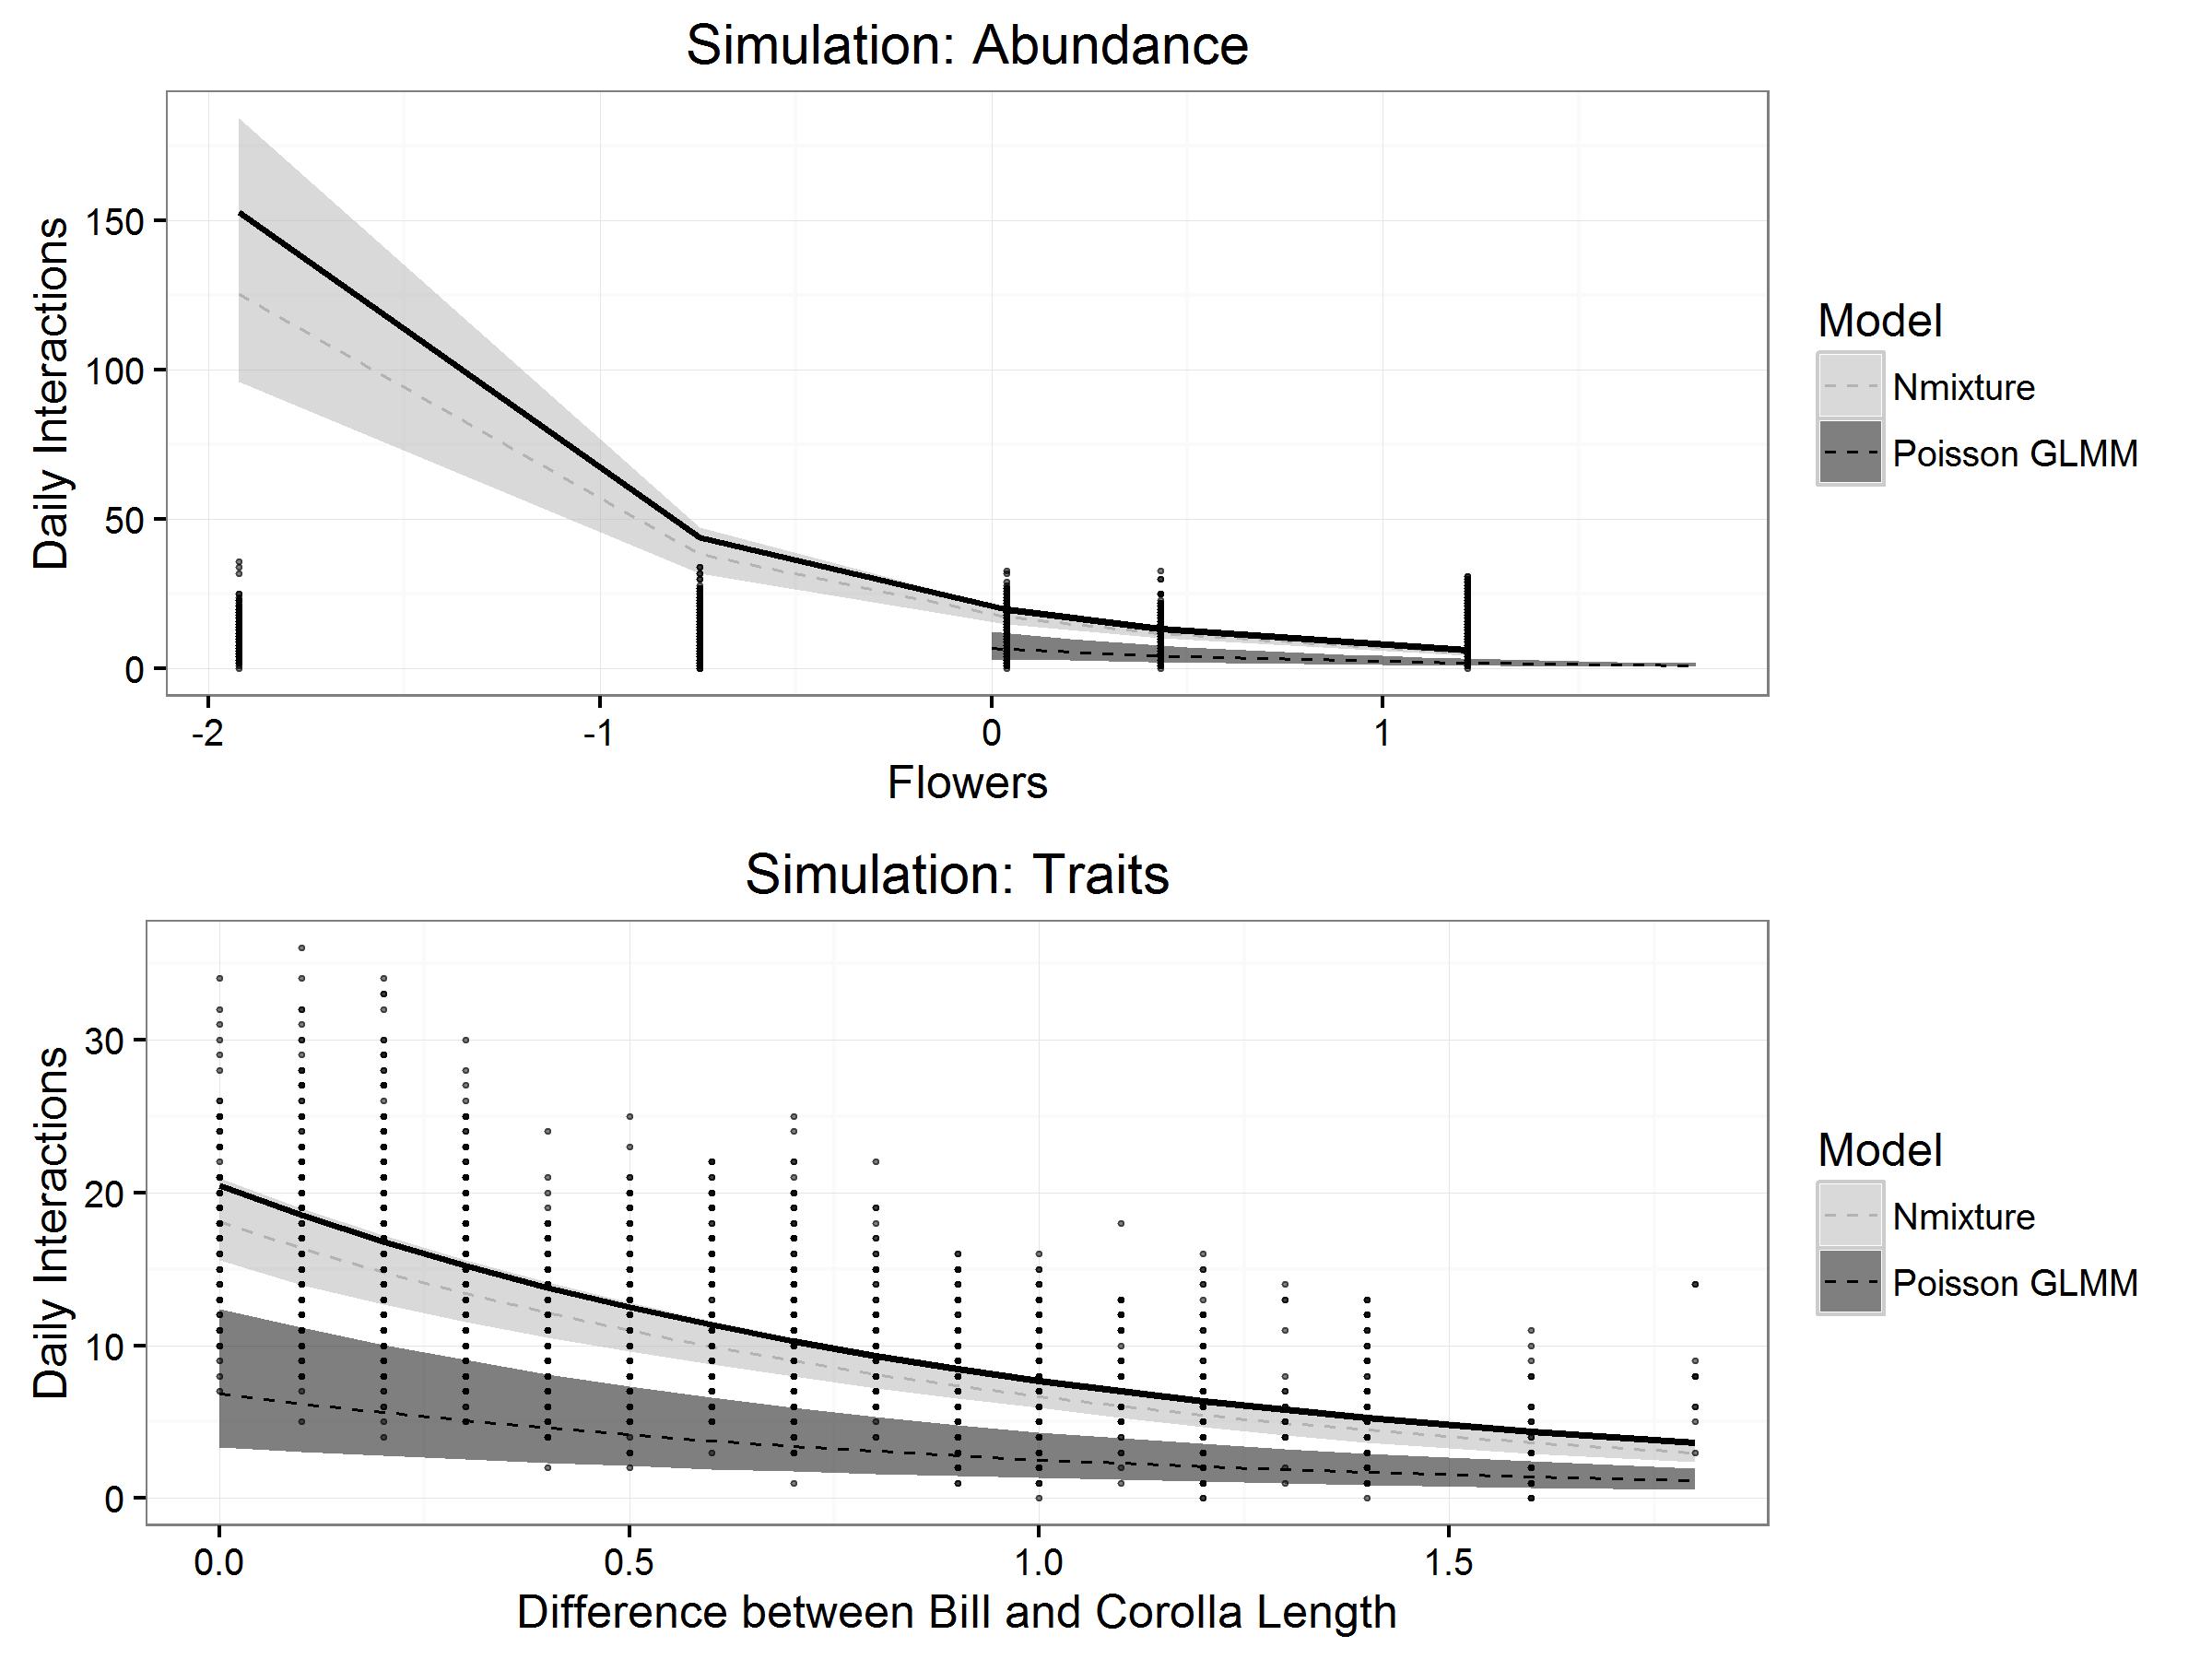 Simulation: Abundance
Daily Interactions
150
100
50
0
-2
-1
0
1
Flowers
Model
Nmixture
Poisson GLMM
Simulation: Traits
Daily Interactions
30
20
10
0
0.0
0.5
1.0
1.5
Difference between Bill and Corolla Length
Model
Nmixture
Poisson GLMM